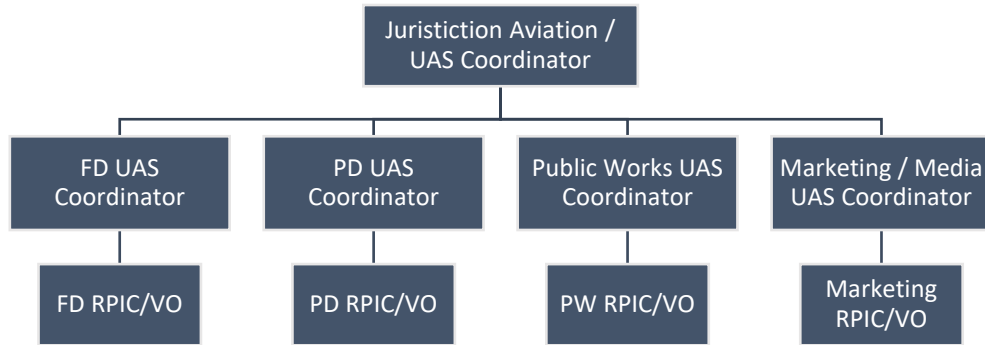 Juristiction Aviation /
UAS Coordinator
FD UAS
Coordinator
PD UAS
Coordinator
Public Works UAS
Coordinator
Marketing / Media
UAS Coordinator
FD RPIC/VO
PD RPIC/VO
PW RPIC/VO
Marketing
RPIC/VO